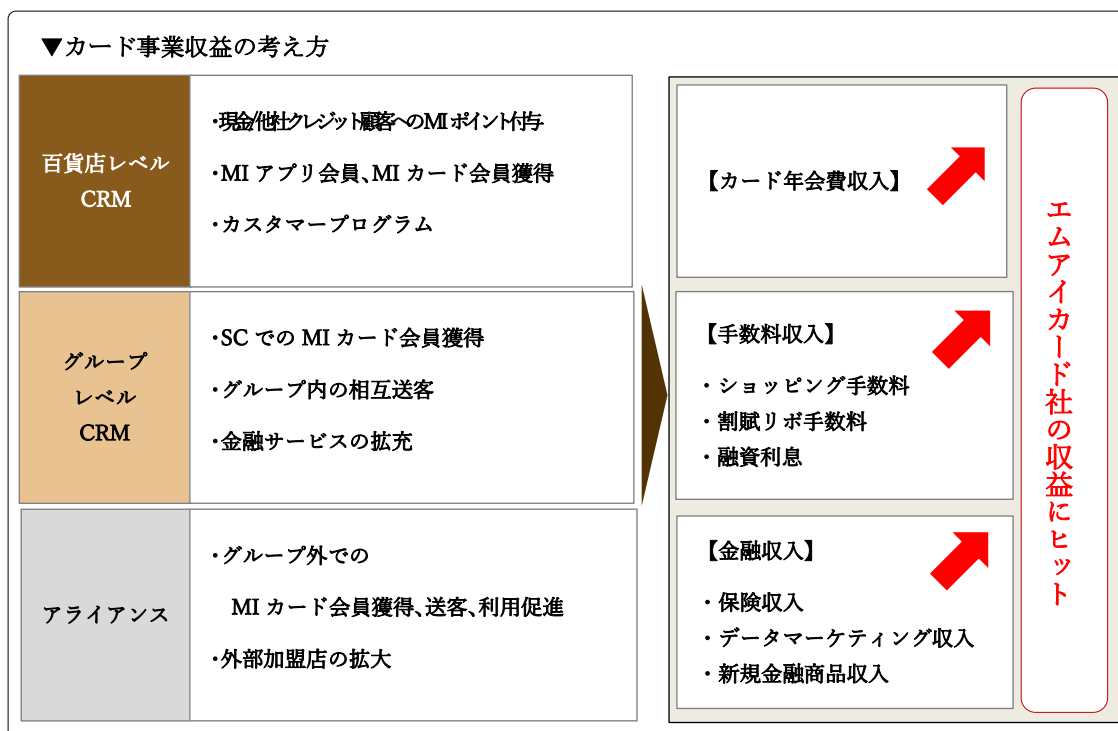 ▼カード事業収益の考え方
百貨店レベル
CRM
・現金/他社クレジット顧客へのMIポイント付与
・MI アプリ会員、MI カード会員獲得
・カスタマープログラム
グループ
レベル
CRM
・SC での MI カード会員獲得
・グループ内の相互送客
・金融サービスの拡充
アライアンス
・グループ外での
MI カード会員獲得、送客、利用促進
・外部加盟店の拡大
【カード年会費収入】
【手数料収入】
・ショッピング手数料
・割賦リボ手数料
・融資利息
【金融収入】
・保険収入
・データマーケティング収入
・新規金融商品収入
エムアイカード社の収益にヒット